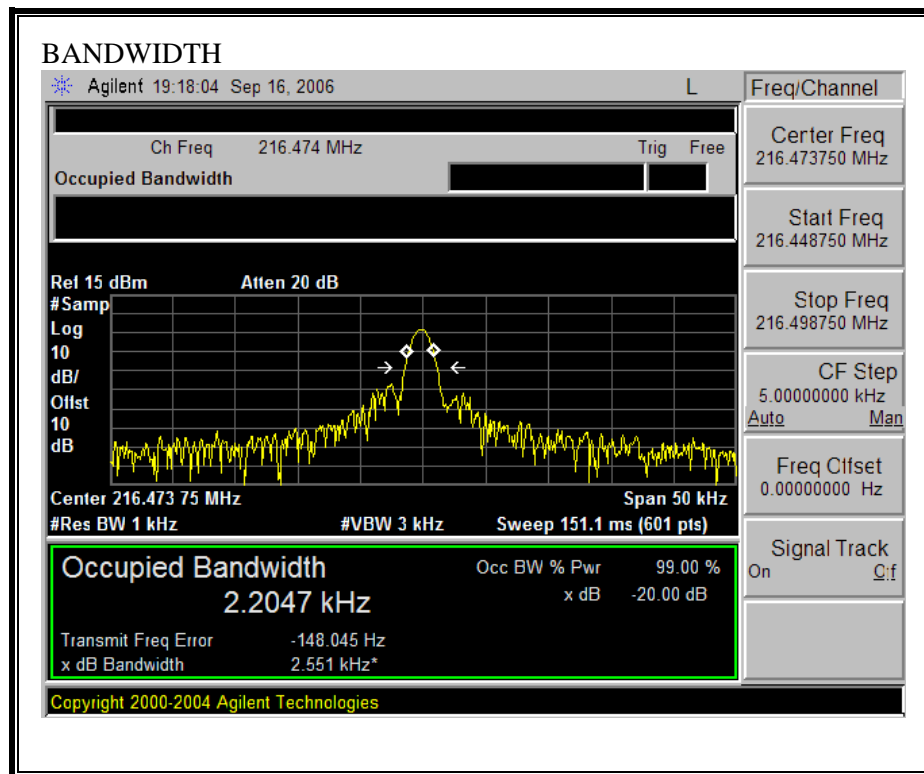 BANDWIDTH
Agilent 19:18:04 Sep 16, 2006 L
Freq/Channel
Ch Freq 216.474 MHz Trig Free
Occupied Bandwidth
Center Freq
216.473750 MHz
Start Freq
216.448750 MHz
Stop Freq
216.498750 MHz
CF Step
5.00000000 kHz
Auto Man
Freq Offset
0.00000000 Hz
Signal Track
On Off
Ref 15 dBm Atten 20 dB
#Samp
Log
10
dB/
Offst
10
dB
Center 216.473 75 MHz Span 50 kHz
#Res BW 1 kHz #VBW 3 kHz Sweep 151.1 ms (601 pts)
Occupied Bandwidth Occ BW % Pwr 99.00 %
2.2047 kHz x dB -20.00 dB
Transmit Freq Error -148.045 Hz
x dB Bandwidth 2.551 kHz*
Copyright 2000-2004 Agilent Technologies